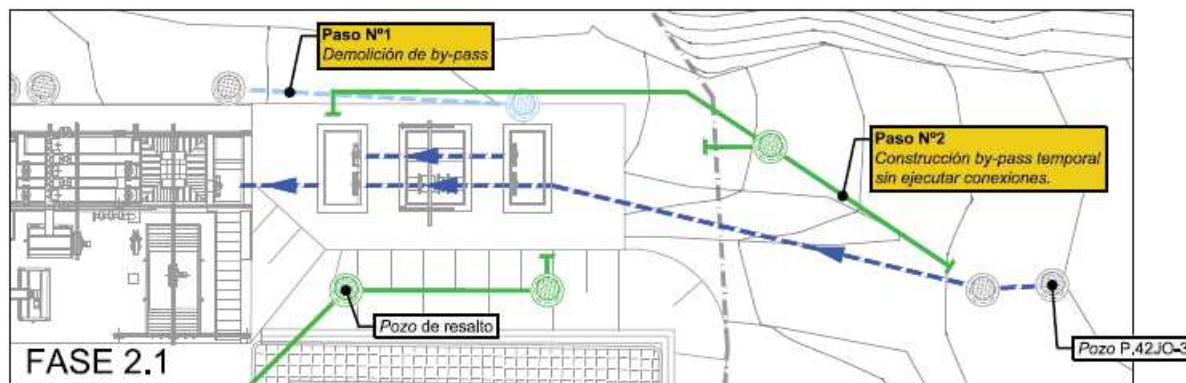 Paso Nº1
Demolición de by-pass
Paso Nº2
Construcción by-pass temporal
sin ejecutar conexiones.
Pozo de resalto
Pozo P.42JO-3
FASE 2.1